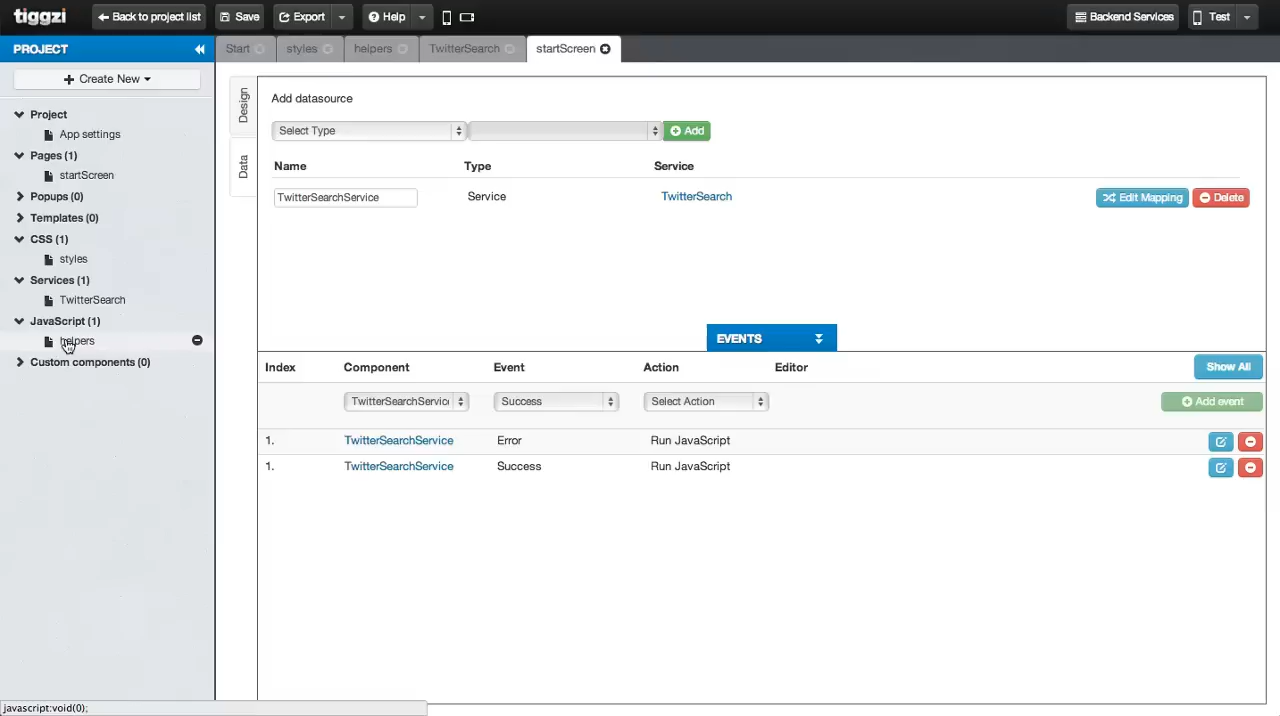 tiggzi
Back to project list
Save
Export
Help
Backend Services
Test
PROJECT
Start
styles
helpers
TwitterSearch
startScreen
Create New
Project
App settings
Pages (1)
startScreen
Popups (0)
Templates (0)
CSS (1)
styles
Services (1)
TwitterSearch
JavaScript (1)
helpers
Custom components (0)
Design
Data
Add datasource
Select Type
Add
Name Type Service
TwitterSearchService Service TwitterSearch Edit Mapping Delete
EVENTS
Index Component Event Action Editor Show All
TwitterSearchServic Success Select Action Add event
1. TwitterSearchService Error Run JavaScript
1. TwitterSearchService Success Run JavaScript
javascript:void(0);